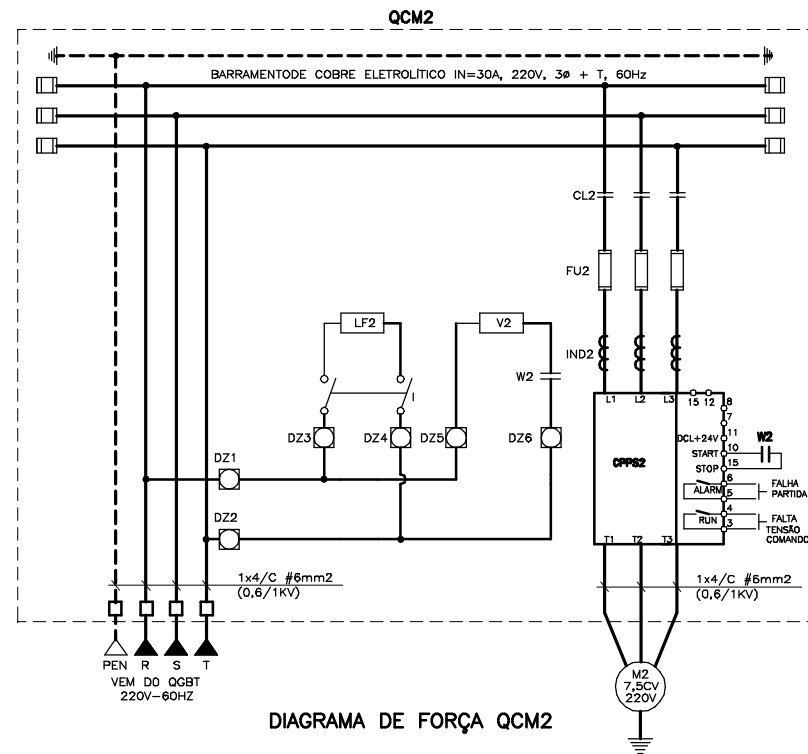 QCM2
BARRAMENTODE COBRE ELETROLÍTICO IN=30A, 220V, 3ø + T, 60Hz
CL2
FU2
LF2
V2
IND2
W2
I
L1
L2
L3
15
12
8
7
DZ3
DZ4
DZ5
DZ6
DCL+24V
11
CPPS2
START
10
W2
DZ1
STOP
15
ALARM
6
5
FALHA
PARTIDA
RUN
4
3
FALTA
TENSÃO
COMANDO
DZ2
T1
T2
T3
1x4/C #6mm2
(0,6/1KV)
1x4/C #6mm2
(0,6/1KV)
PEN
R
S
T
VEM DO QGBT
220V-60HZ
M2
7,5CV
220V
DIAGRAMA DE FORÇA QCM2